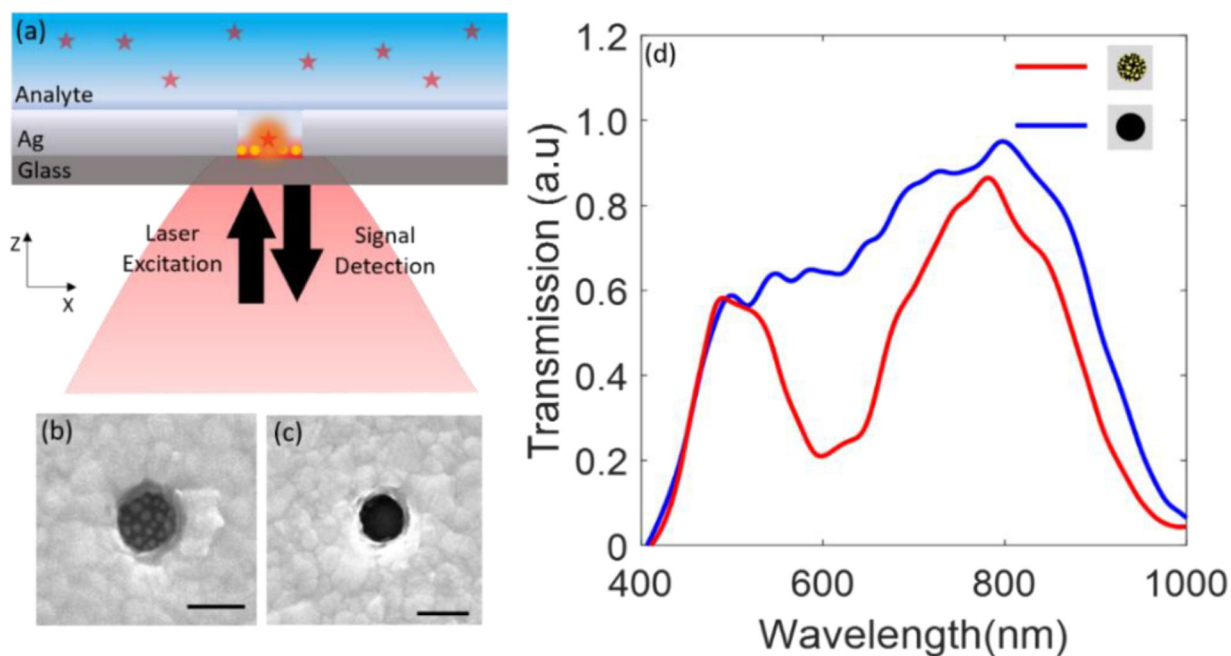 (a)
Analyte
Ag
Glass
Laser
Excitation
Signal
Detection
Z
X
(b)
(c)
(d)
1.2
1.0
0.8
0.6
0.4
0.2
0
Transmission (a.u)
400
600
800
1000
Wavelength(nm)